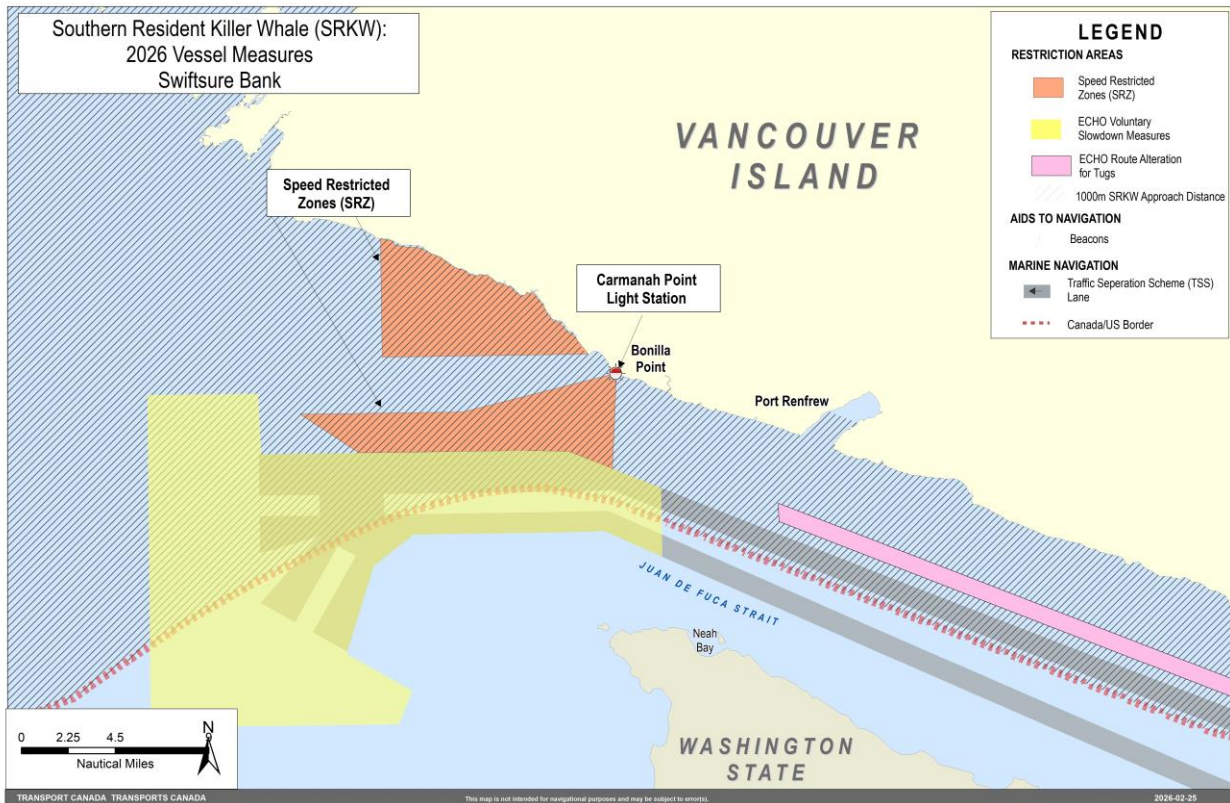 Southern Resident Killer Whale (SRKW):
2026 Vessel Measures
Swiftsure Bank
LEGEND
RESTRICTION AREAS
Speed Restricted
Zones (SRZ)
ECHO Voluntary
Slowdown Measures
ECHO Route Alteration
for Tugs
1000m SRKW Approach Distance
AIDS TO NAVIGATION
Beacons
MARINE NAVIGATION
Traffic Seperation Scheme (TSS)
Lane
Canada/US Border
VANCOUVER
ISLAND
Speed Restricted
Zones (SRZ)
Carmanah Point
Light Station
Bonilla
Point
Port Renfrew
JUAN DE FUCA STRAIT
Neah
Bay
WASHINGTON
STATE
N
0 2.25 4.5 9
Nautical Miles
TRANSPORT CANADA TRANSPORTS CANADA
This map is not intended for navigational purposes and may be subject to error(s).
2026-02-25